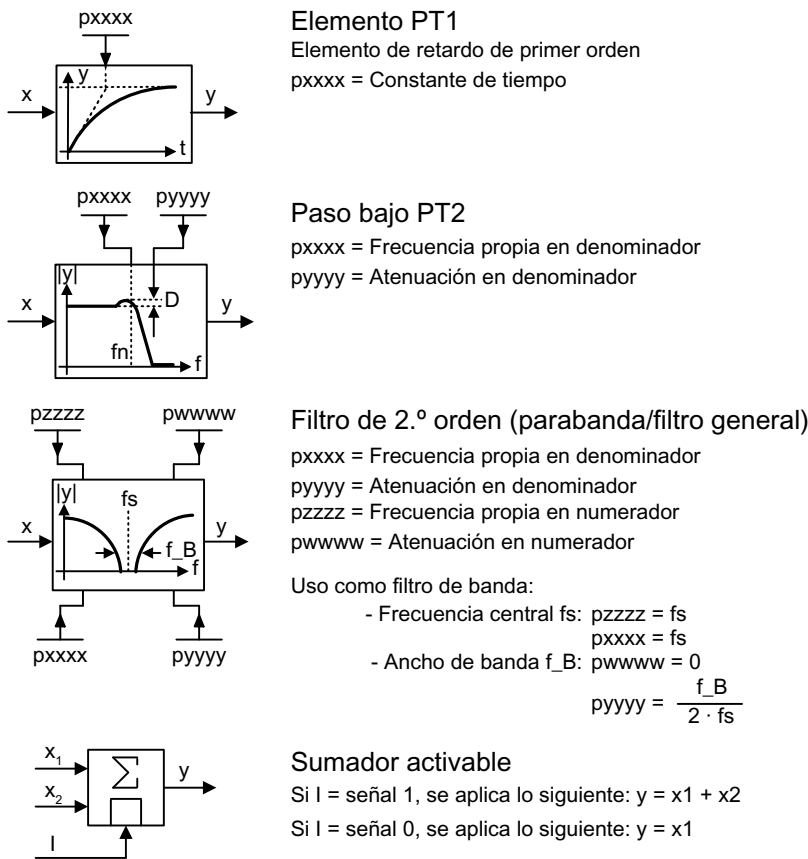 pxxxx
y
x
y
t
Elemento PT1
Elemento de retardo de primer orden
pxxxx = Constante de tiempo
pxxxx pyyyy
|y|
x
D
y
fn
f
Paso bajo PT2
pxxxx = Frecuencia propia en denominador
pyyyy = Atenuación en denominador
pzzzz pwwww
|y|
fs
x
f_B
y
f
pxxxx pyyyy
Filtro de 2.º orden (parabanda/filtro general)
pxxxx = Frecuencia propia en denominador
pyyyy = Atenuación en denominador
pzzzz = Frecuencia propia en numerador
pwwww = Atenuación en numerador
Uso como filtro de banda:
- Frecuencia central fs: pzzzz = fs
pxxxx = fs
- Ancho de banda f_B: pwwww = 0
pyyyy = f_B / 2 · fs
x1
x2
Σ
y
I
Sumador activable
Si I = señal 1, se aplica lo siguiente: y = x1 + x2
Si I = señal 0, se aplica lo siguiente: y = x1